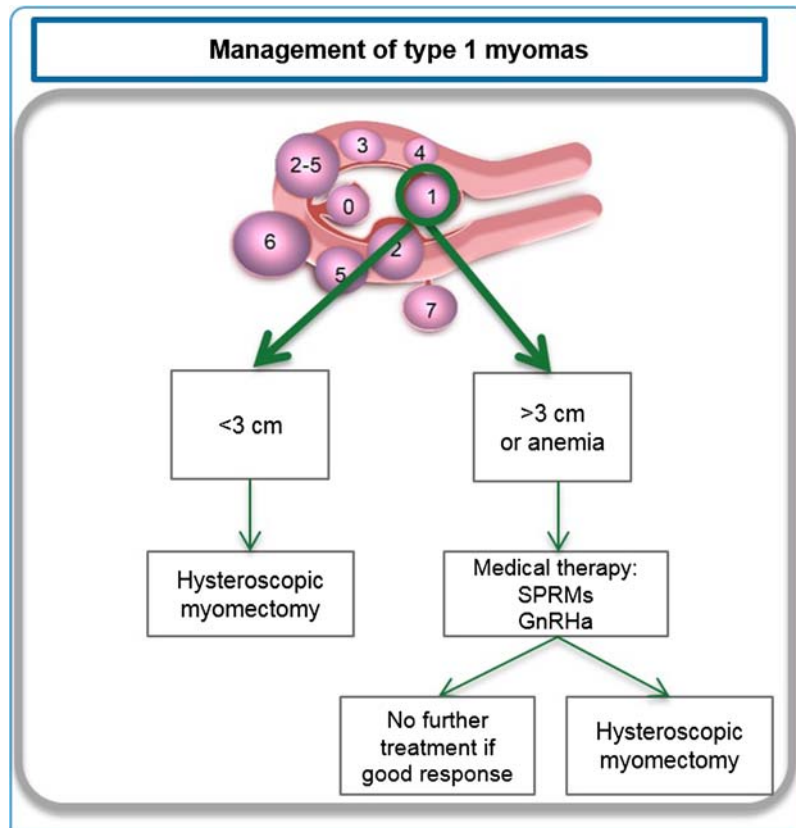 Management of type 1 myomas
3
4
2-5
1
0
6
2
5
7
<3 cm
>3 cm
or anemia
Hysteroscopic
myomectomy
Medical therapy:
SPRMs
GnRHa
No further
treatment if
good response
Hysteroscopic
myomectomy